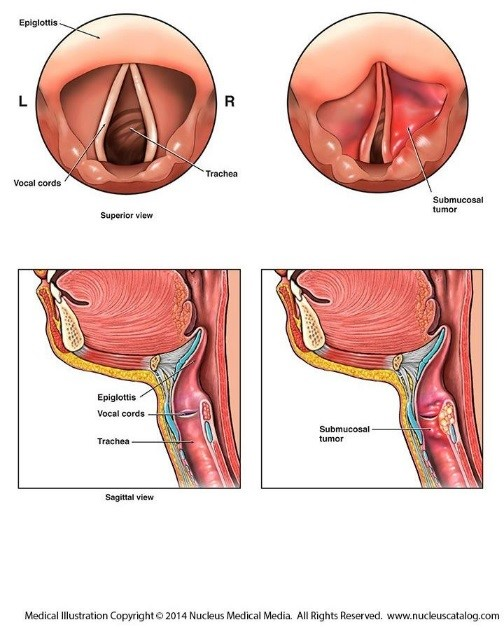 Epiglottis
L
R
Vocal cords
Trachea
Superior view
Submucosal
tumor
Epiglottis
Vocal cords
Trachea
Sagittal view
Submucosal
tumor
Medical Illustration Copyright © 2014 Nucleus Medical Media. All Rights Reserved. www.nucleuscatalog.com